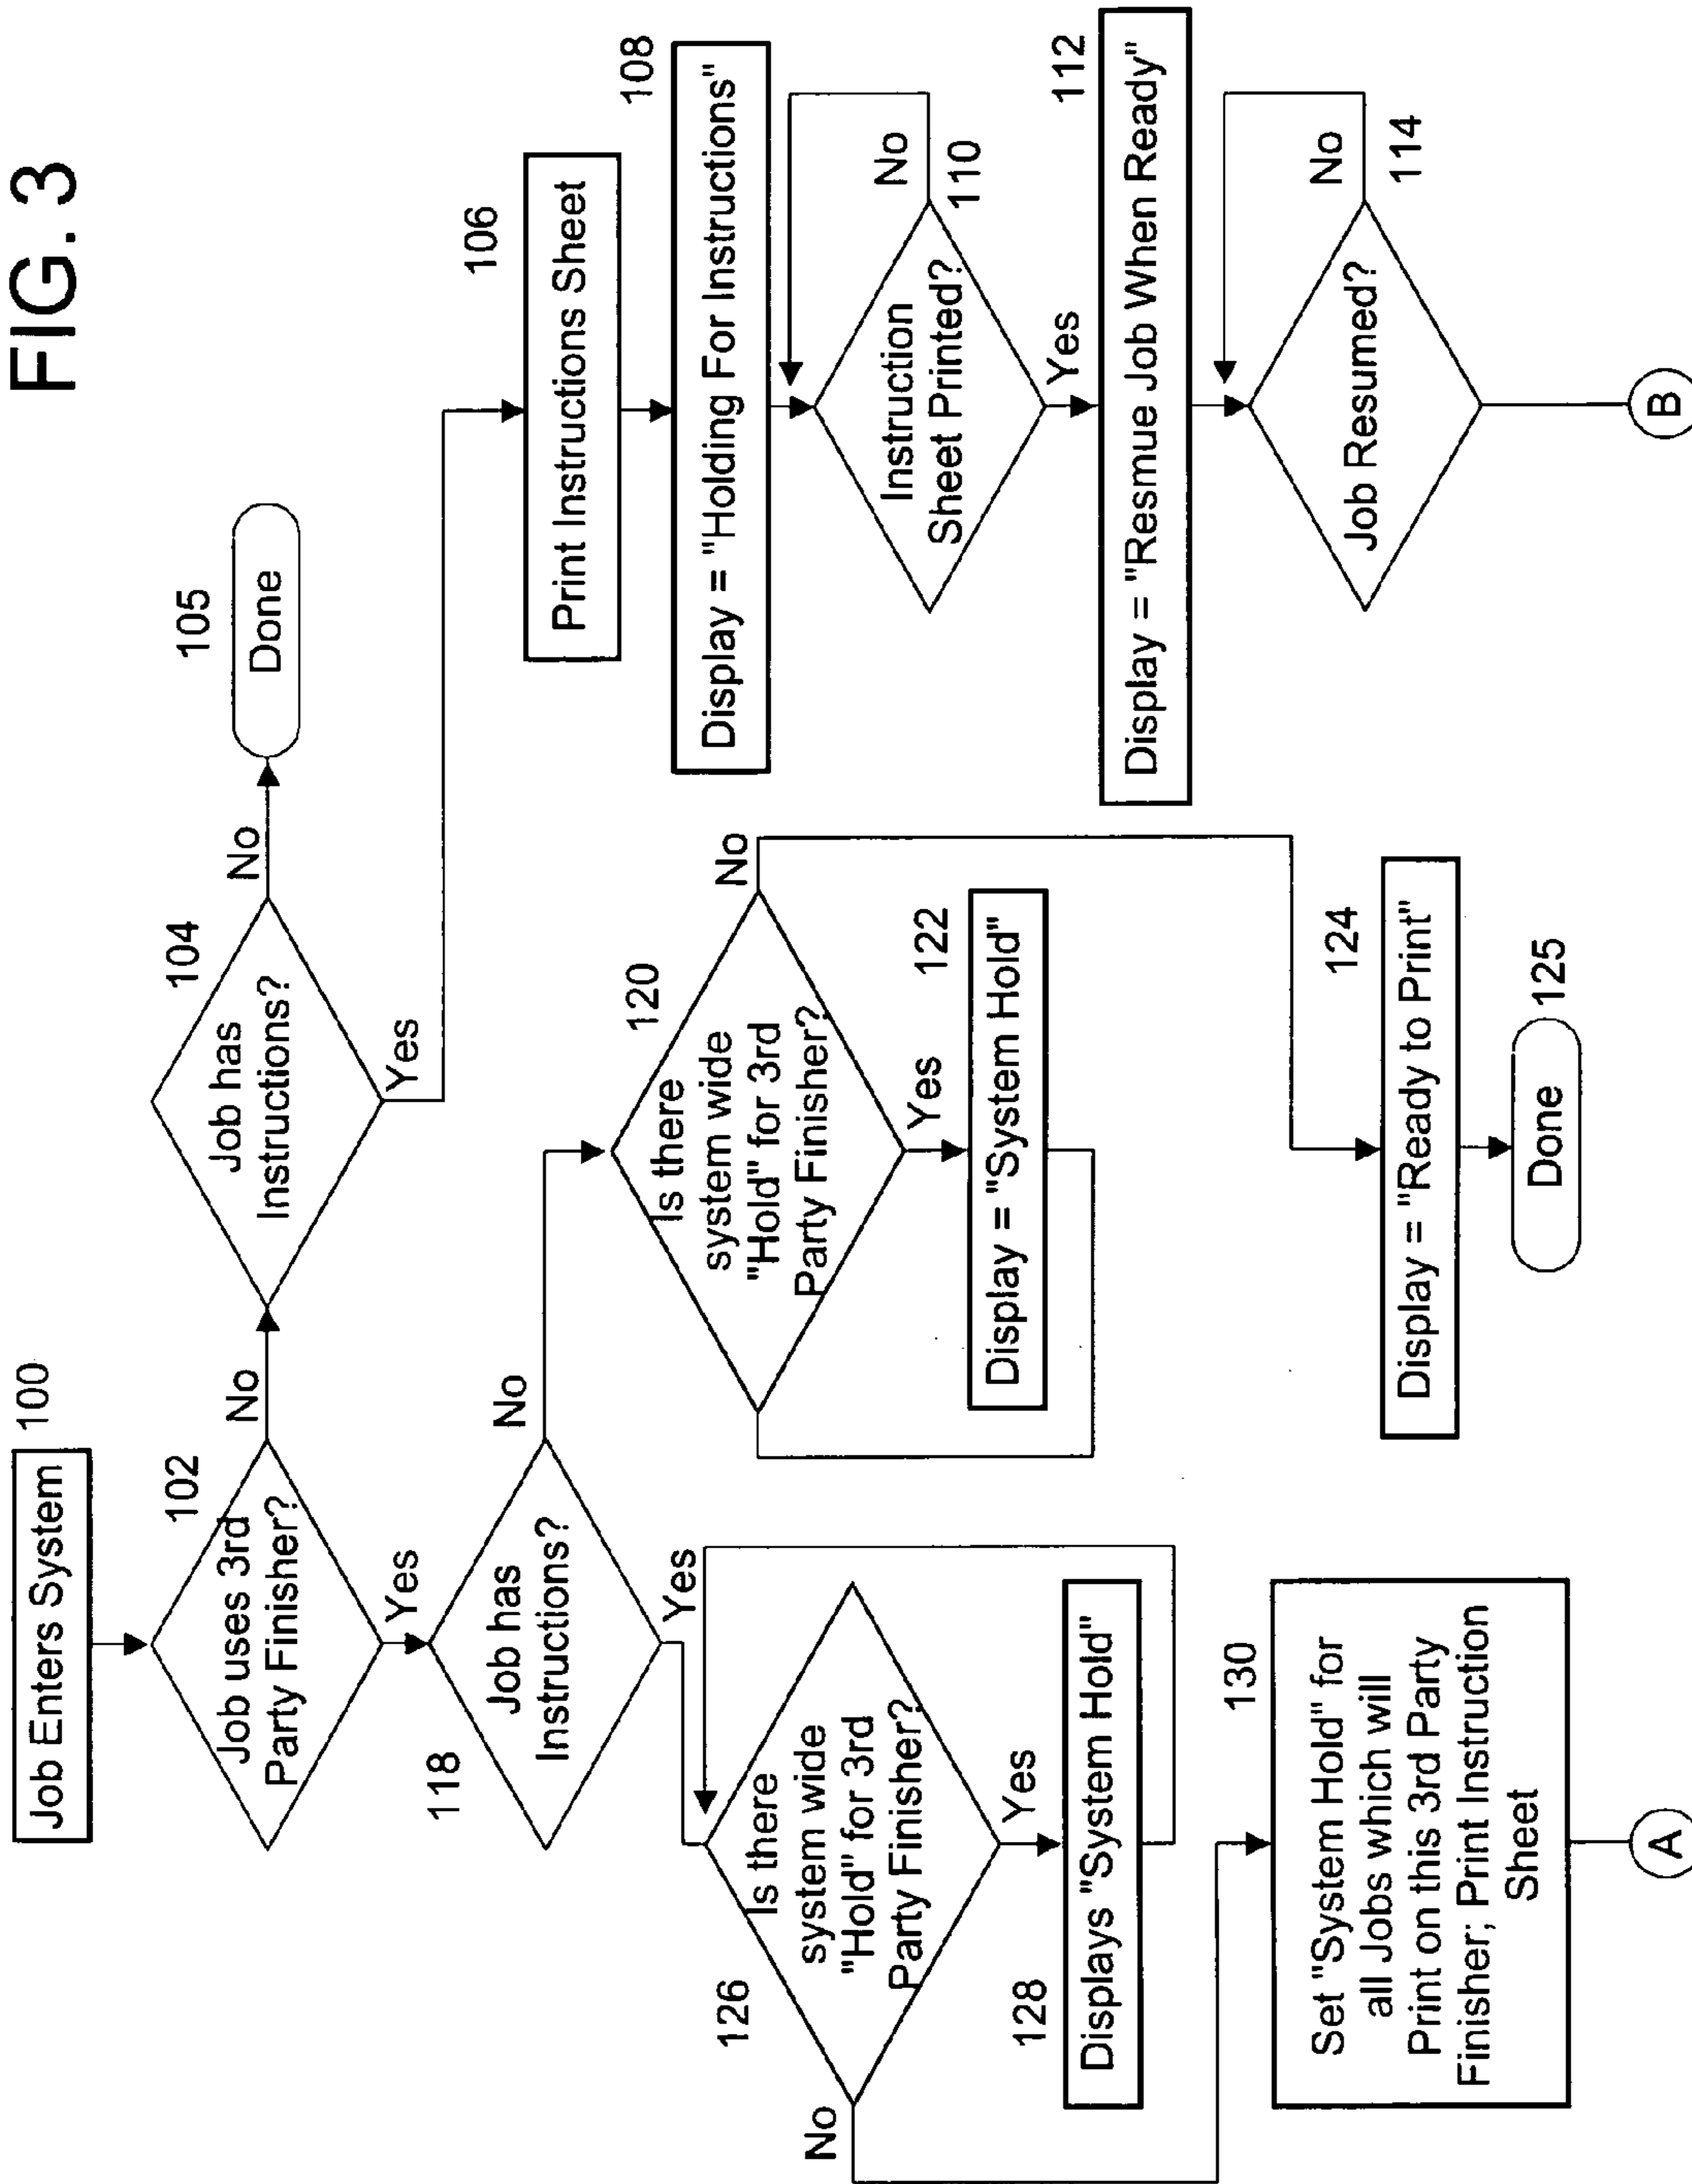 FIG. 3
Job Enters System
100
Job uses 3rd
Party Finisher?
102
No
Yes
Job has
Instructions?
104
No
Yes
Done
105
Print Instructions Sheet
106
Display = "Holding For Instructions"
108
Instruction
Sheet Printed?
110
No
Yes
Display = "Resmue Job When Ready"
112
Job Resumed?
114
No
B
Job has
Instructions?
118
No
Yes
Is there
system wide
"Hold" for 3rd
Party Finisher?
120
No
Yes
Display = "System Hold"
122
Display = "Ready to Print"
124
Done
125
Is there
system wide
"Hold" for 3rd
Party Finisher?
126
No
Yes
Displays "System Hold"
128
Set "System Hold" for
all Jobs which will
Print on this 3rd Party
Finisher; Print Instruction
Sheet
130
A